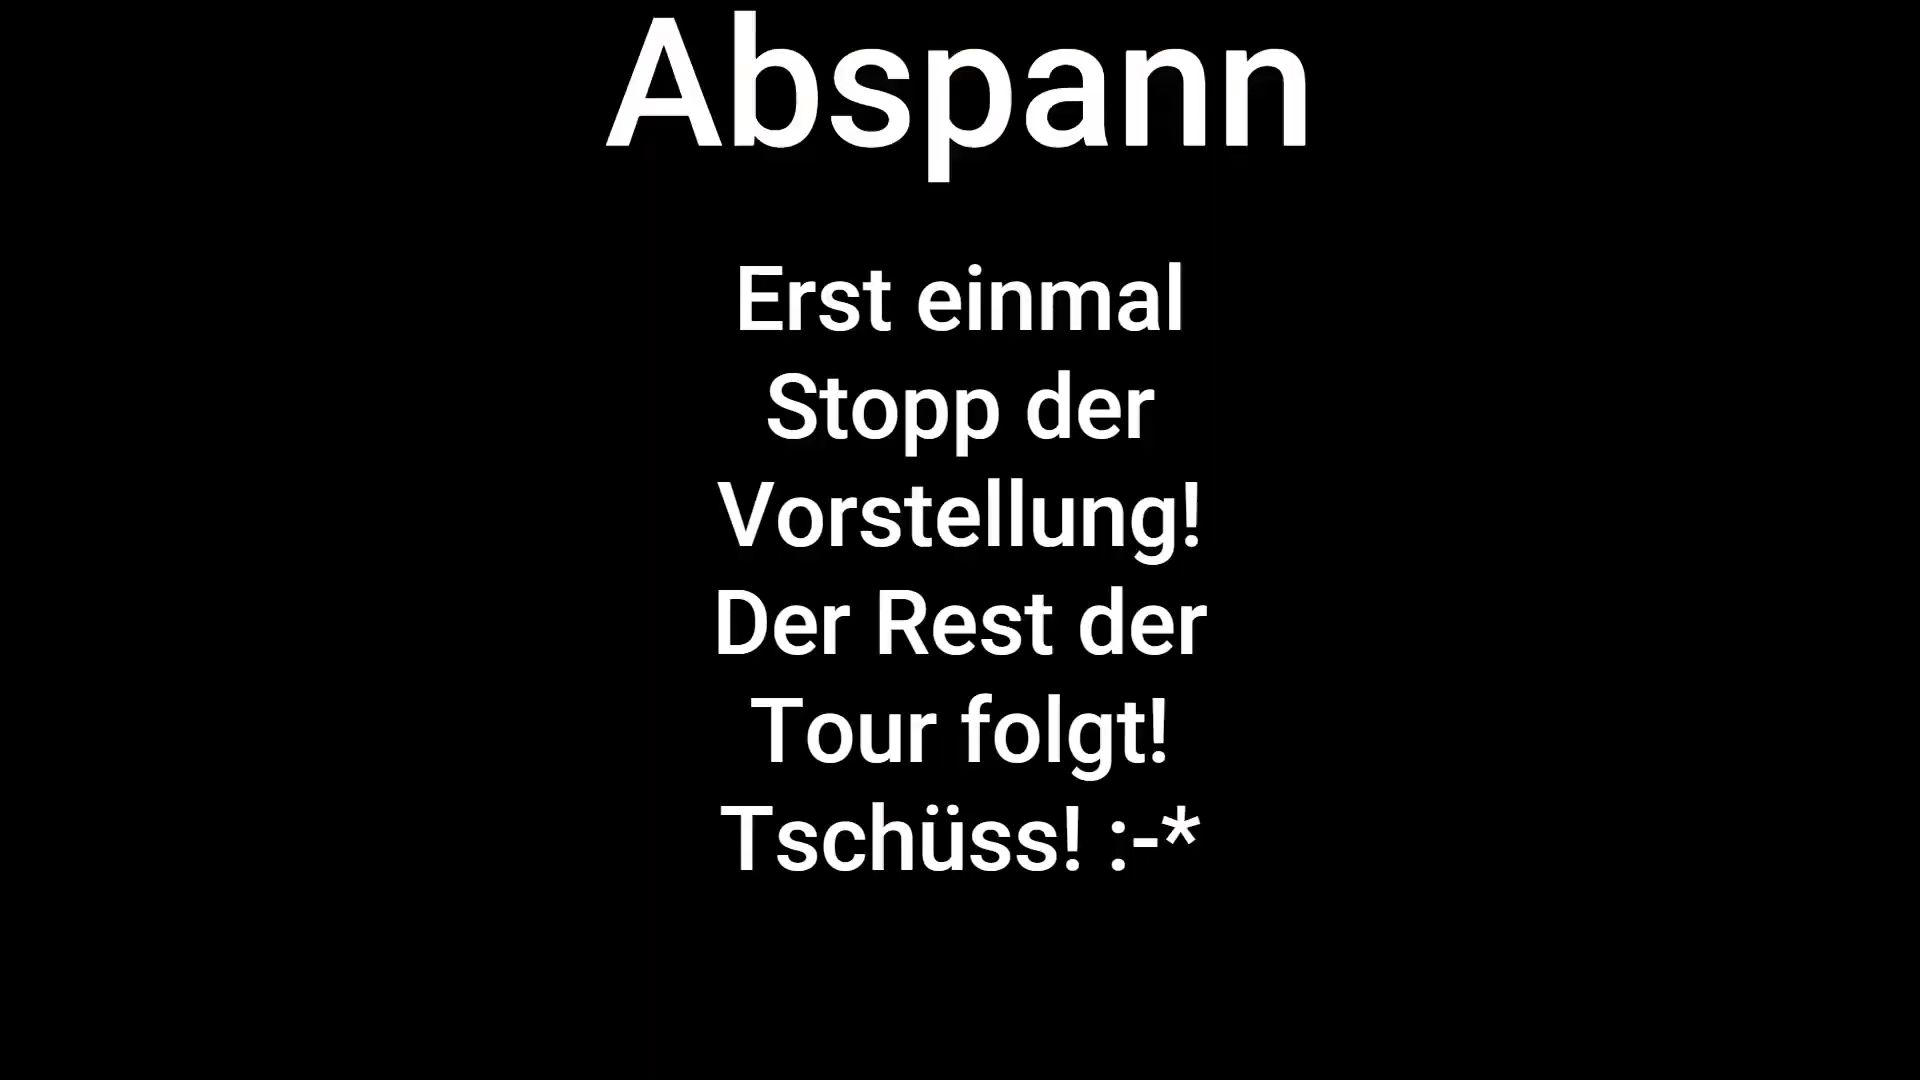 Abspann
Erst einmal
Stopp der
Vorstellung!
Der Rest der
Tour folgt!
Tschüss! :-*